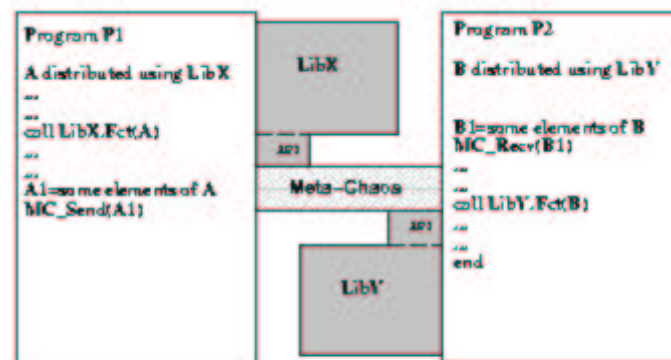 Program P1
A distributed using LibX
...
...
call LibX.Fct(A)
...
...
A1=some elements of A
MC_Send(A1)
LibX
API
Meta-Chaos
API
LibY
Program P2
B distributed using LibY
...
B1=some elements of B
MC_Recv(B1)
...
...
call LibY.Fct(B)
...
...
end